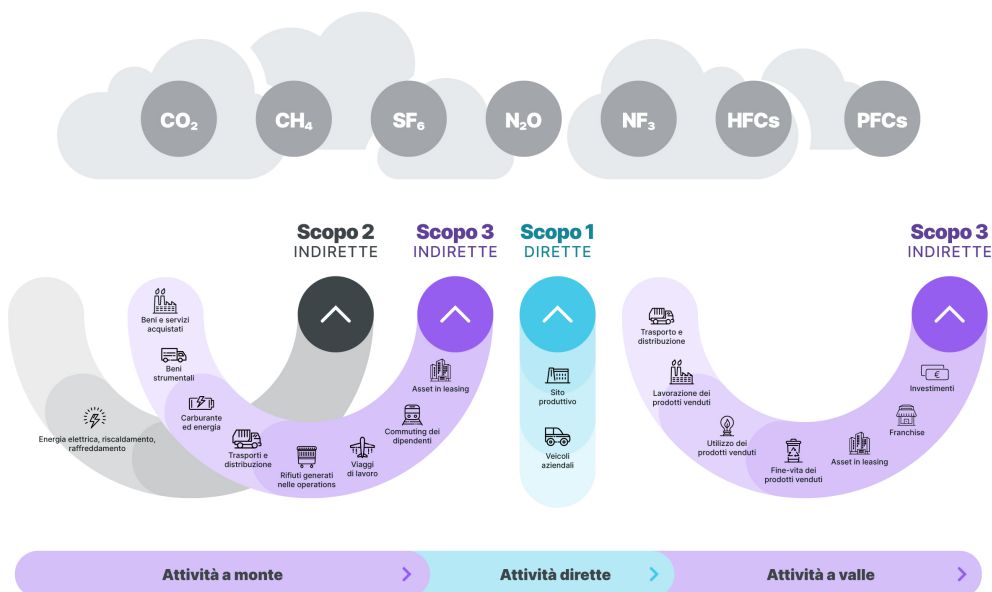 CO₂
CH₄
SF₆
N₂O
NF₃
HFCs
PFCs
Scopo 2
INDIRETTE
Scopo 3
INDIRETTE
Scopo 1
DIRETTE
Scopo 3
INDIRETTE
Energia elettrica, riscaldamento,
raffreddamento
Beni e servizi
acquistati
Beni
strumentali
Carburante
ed energia
Trasporti e
distribuzione
Rifiuti generati
nelle operations
Viaggi
di lavoro
Commuting dei
dipendenti
Asset in leasing
Sito
produttivo
Veicoli
aziendali
Trasporto e
distribuzione
Lavorazione dei
prodotti venduti
Utilizzo dei
prodotti venduti
Fine-vita dei
prodotti venduti
Asset in leasing
Franchise
€
Investimenti
Attività a monte
Attività dirette
Attività a valle